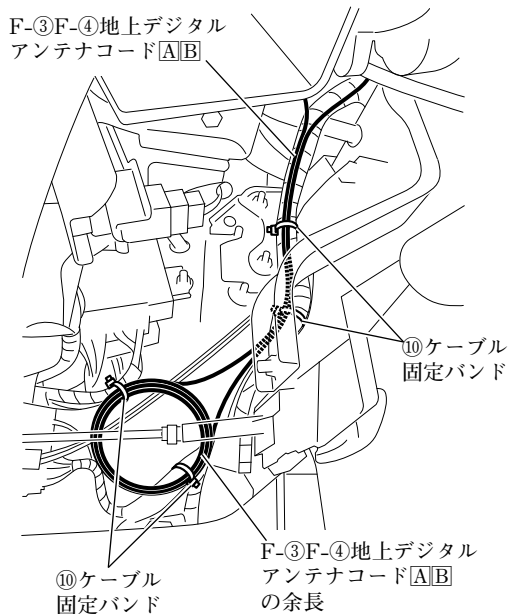 F-③F-④地上デジタル
アンテナコード🄰🄱
⑩ケーブル
固定バンド
F-③F-④地上デジタル
アンテナコード🄰🄱
の余長
⑩ケーブル
固定バンド